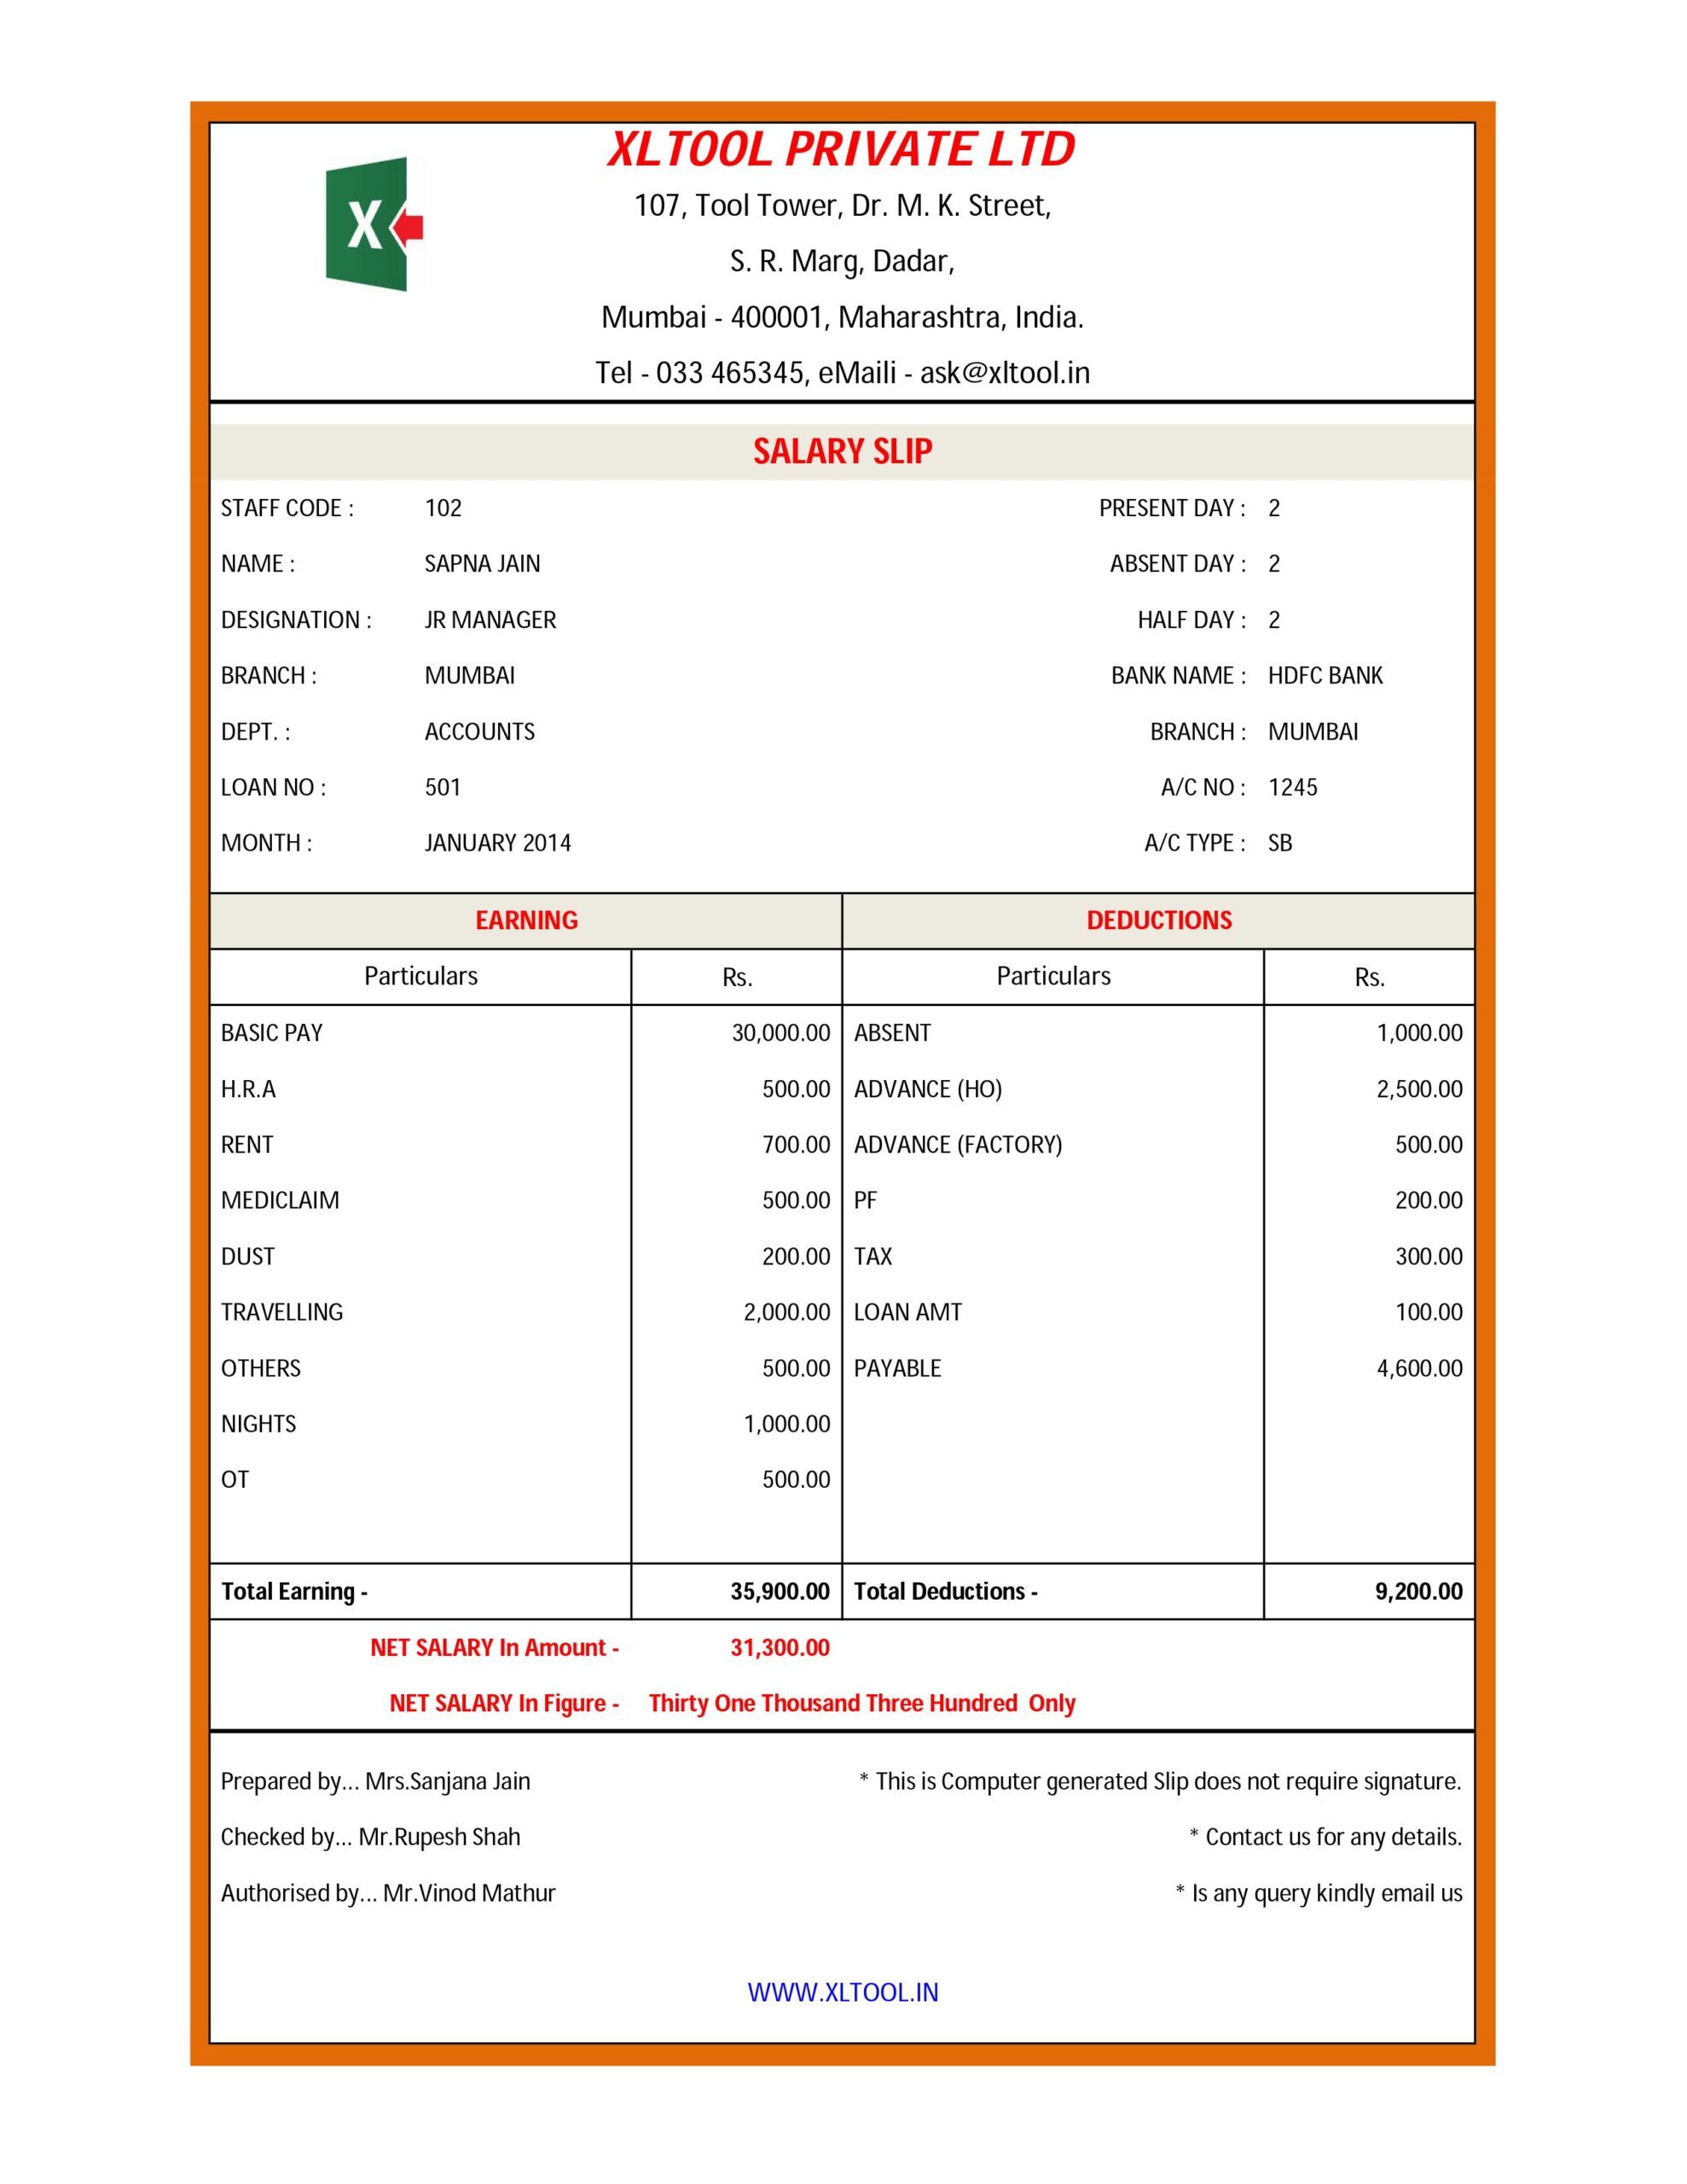 XLTOOL PRIVATE LTD
X
107, Tool Tower, Dr. M. K. Street,
S. R. Marg, Dadar,
Mumbai - 400001, Maharashtra, India.
Tel - 033 465345, eMaili - ask@xltool.in
SALARY SLIP
STAFF CODE : 102 PRESENT DAY : 2
NAME : SAPNA JAIN ABSENT DAY : 2
DESIGNATION : JR MANAGER HALF DAY : 2
BRANCH : MUMBAI BANK NAME : HDFC BANK
DEPT. : ACCOUNTS BRANCH : MUMBAI
LOAN NO : 501 A/C NO : 1245
MONTH : JANUARY 2014 A/C TYPE : SB
EARNING DEDUCTIONS
Particulars Rs. Particulars Rs.
BASIC PAY 30,000.00 ABSENT 1,000.00
H.R.A 500.00 ADVANCE (HO) 2,500.00
RENT 700.00 ADVANCE (FACTORY) 500.00
MEDICLAIM 500.00 PF 200.00
DUST 200.00 TAX 300.00
TRAVELLING 2,000.00 LOAN AMT 100.00
OTHERS 500.00 PAYABLE 4,600.00
NIGHTS 1,000.00
OT 500.00
Total Earning - 35,900.00 Total Deductions - 9,200.00
NET SALARY In Amount - 31,300.00
NET SALARY In Figure - Thirty One Thousand Three Hundred Only
Prepared by... Mrs.Sanjana Jain * This is Computer generated Slip does not require signature.
Checked by... Mr.Rupesh Shah * Contact us for any details.
Authorised by... Mr.Vinod Mathur * Is any query kindly email us
WWW.XLTOOL.IN